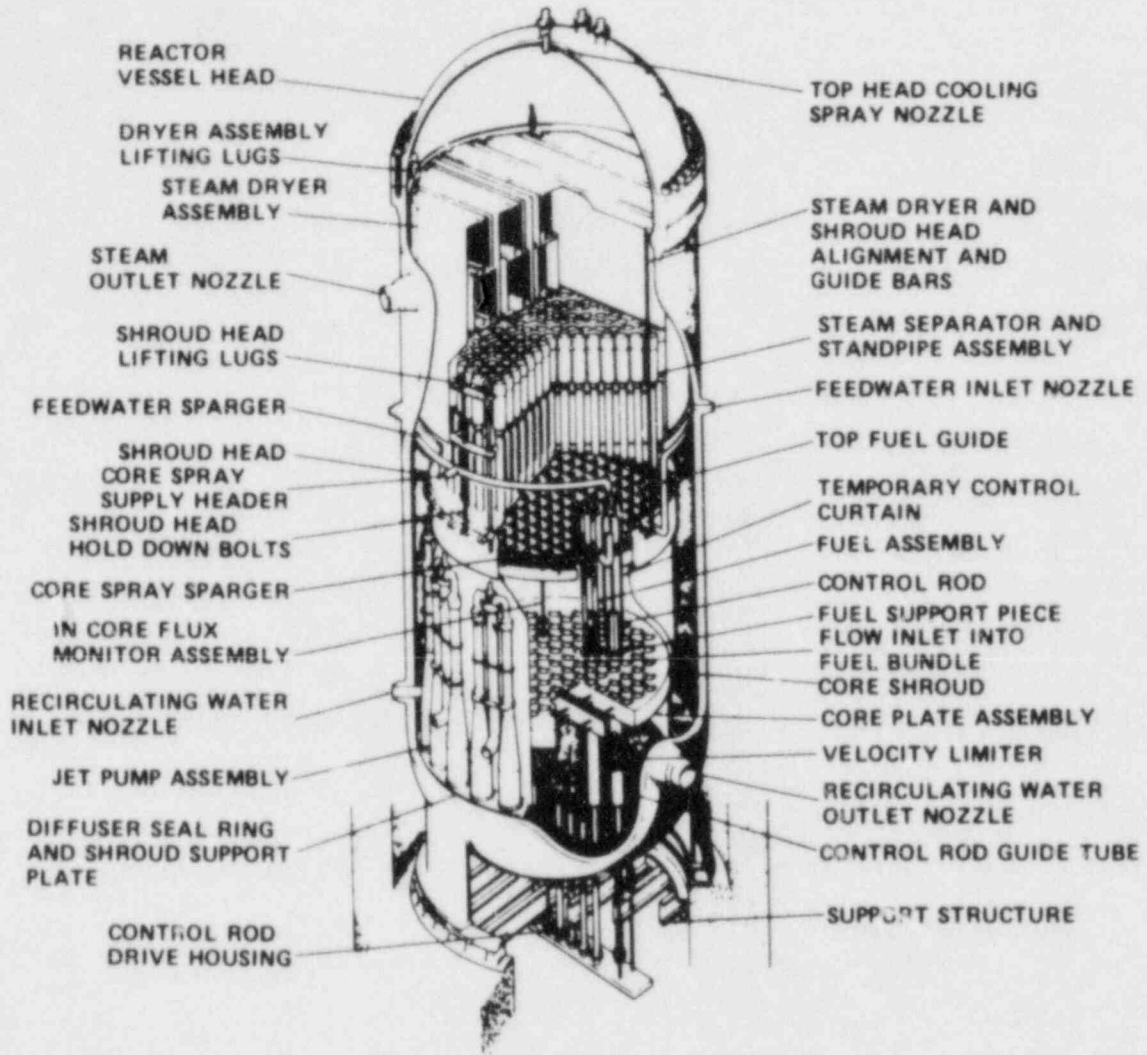 REACTOR
VESSEL HEAD
DRYER ASSEMBLY
LIFTING LUGS
STEAM DRYER
ASSEMBLY
STEAM
OUTLET NOZZLE
SHROUD HEAD
LIFTING LUGS
FEEDWATER SPARGER
SHROUD HEAD
CORE SPRAY
SUPPLY HEADER
SHROUD HEAD
HOLD DOWN BOLTS
CORE SPRAY SPARGER
IN CORE FLUX
MONITOR ASSEMBLY
RECIRCULATING WATER
INLET NOZZLE
JET PUMP ASSEMBLY
DIFFUSER SEAL RING
AND SHROUD SUPPORT
PLATE
CONTROL ROD
DRIVE HOUSING
TOP HEAD COOLING
SPRAY NOZZLE
STEAM DRYER AND
SHROUD HEAD
ALIGNMENT AND
GUIDE BARS
STEAM SEPARATOR AND
STANDPIPE ASSEMBLY
FEEDWATER INLET NOZZLE
TOP FUEL GUIDE
TEMPORARY CONTROL
CURTAIN
FUEL ASSEMBLY
CONTROL ROD
FUEL SUPPORT PIECE
FLOW INLET INTO
FUEL BUNDLE
CORE SHROUD
CORE PLATE ASSEMBLY
VELOCITY LIMITER
RECIRCULATING WATER
OUTLET NOZZLE
CONTROL ROD GUIDE TUBE
SUPPORT STRUCTURE